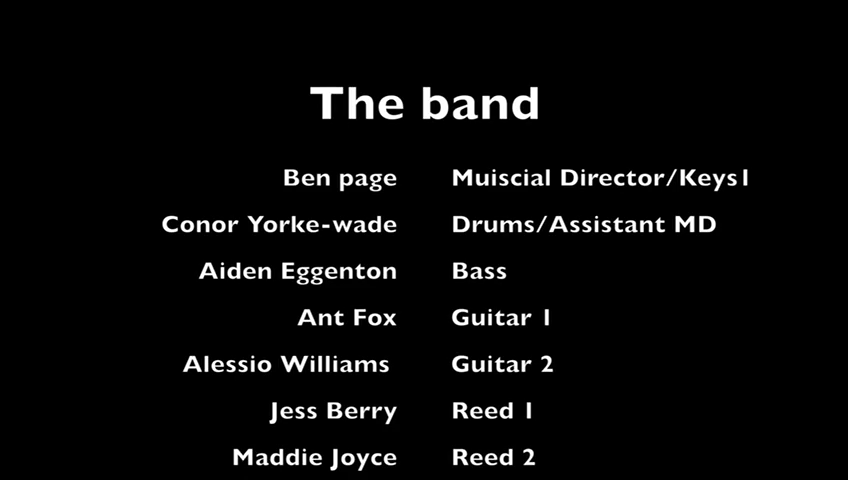 The band
Ben page Muiscial Director/Keys1
Conor Yorke-wade Drums/Assistant MD
Aiden Eggenton Bass
Ant Fox Guitar 1
Alessio Williams Guitar 2
Jess Berry Reed 1
Maddie Joyce Reed 2